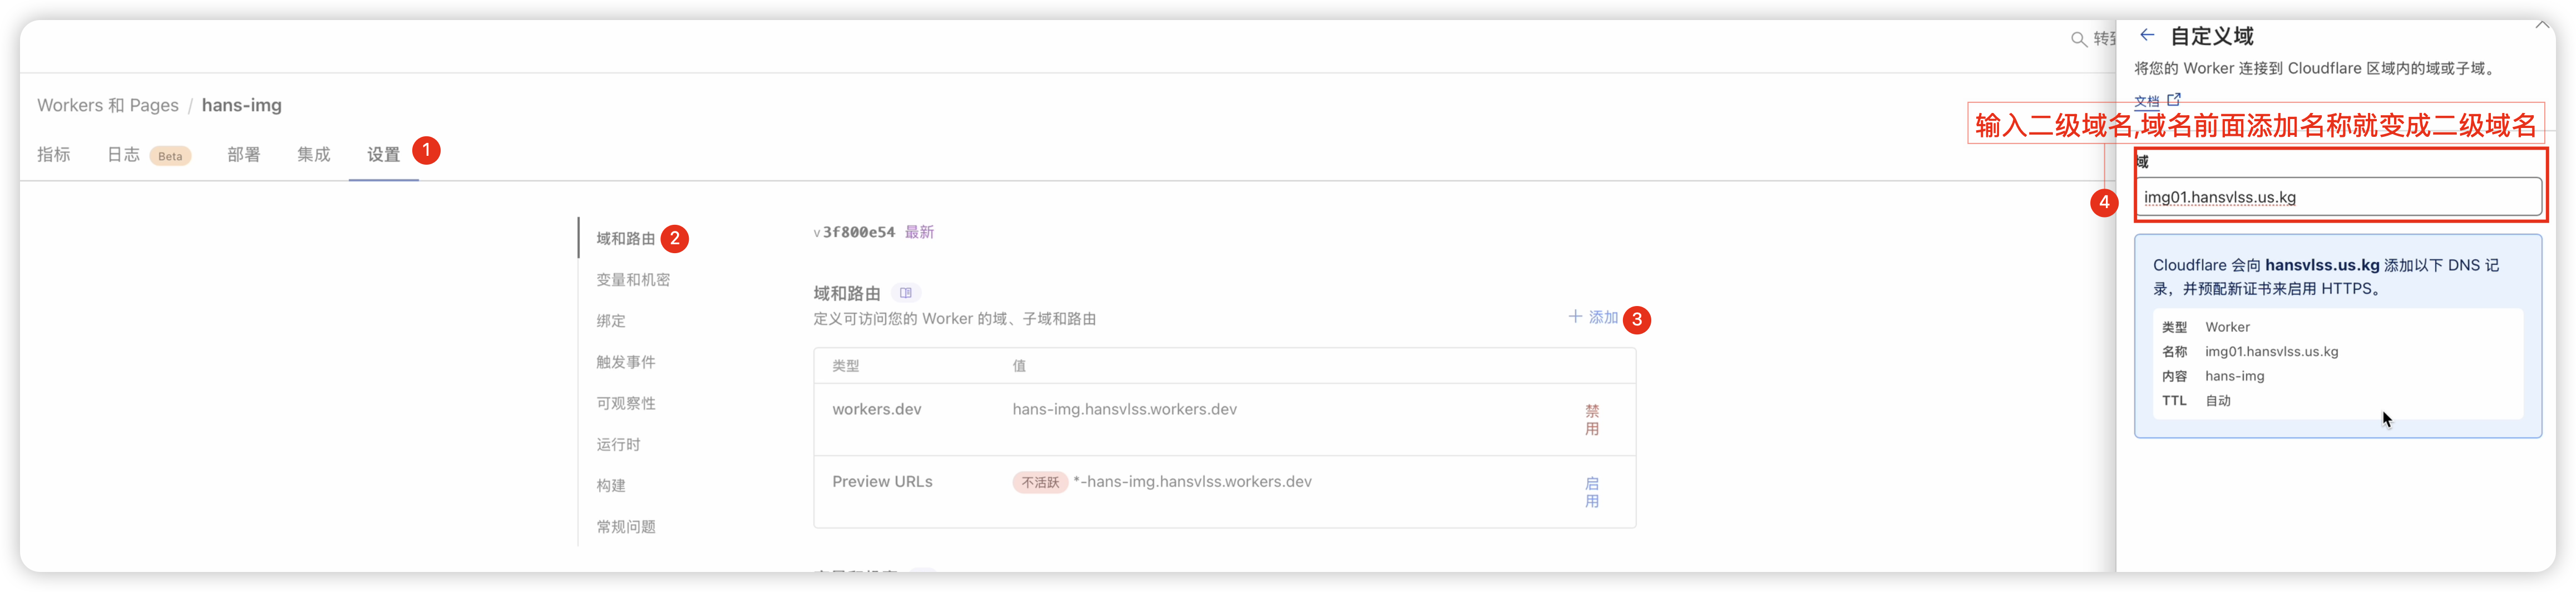 转到
Workers 和 Pages / hans-img
指标 日志 Beta 部署 集成 设置 1
域和路由 2
变量和机密
绑定
触发事件
可观察性
运行时
构建
常规问题
v 3f800e54 最新
域和路由
定义可访问您的 Worker 的域、子域和路由
+ 添加 3
类型 值
workers.dev hans-img.hansvlss.workers.dev 禁用
Preview URLs 不活跃 *-hans-img.hansvlss.workers.dev 启用
自定义域
将您的 Worker 连接到 Cloudflare 区域内的域或子域。
文档
输入二级域名,域名前面添加名称就变成二级域名
域
4
img01.hansvlss.us.kg
Cloudflare 会向 hansvlss.us.kg 添加以下 DNS 记
录，并预配新证书来启用 HTTPS。
类型 Worker
名称 img01.hansvlss.us.kg
内容 hans-img
TTL 自动